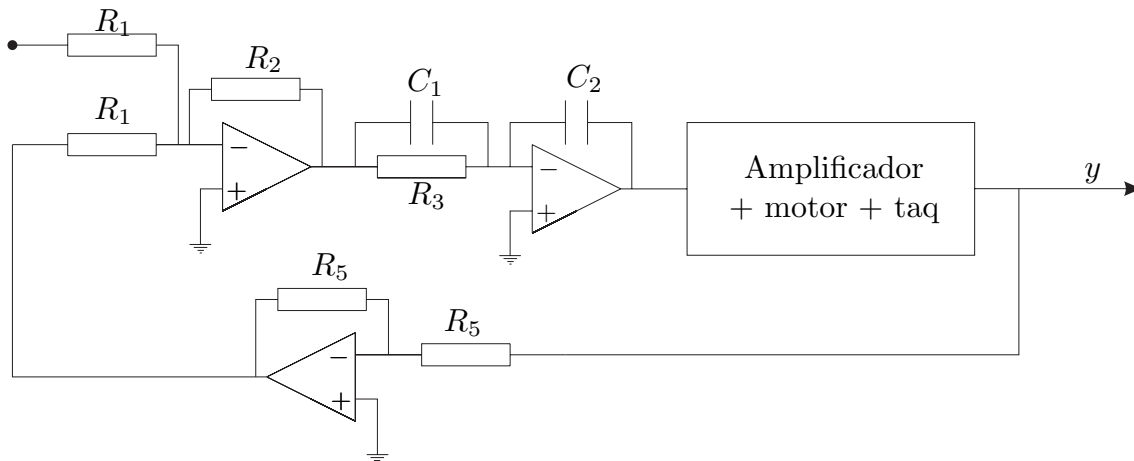 R₁
R₂
C₁
C₂
R₁
−
+
R₃
−
+
Amplificador
+ motor + taq
y
R₅
R₅
−
+